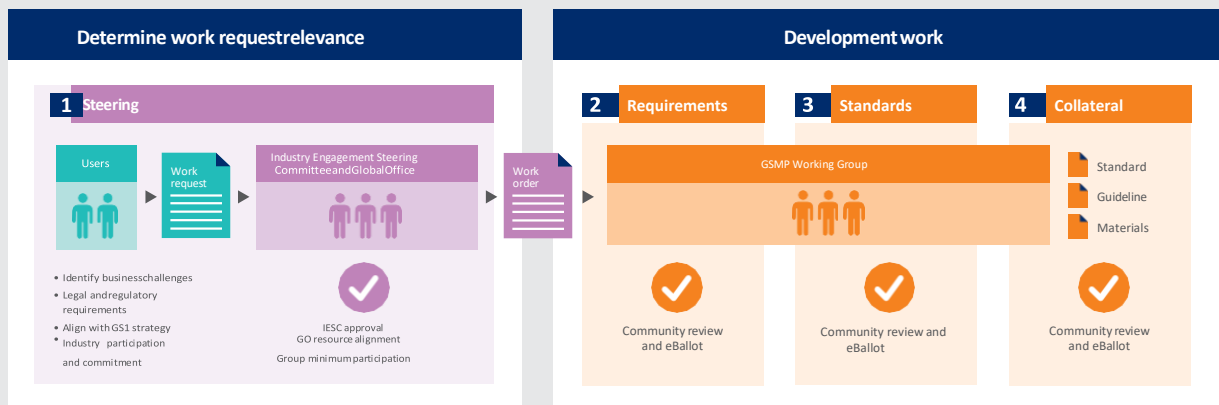 Determine work requestrelevance
1 Steering
Users
Work
request
Industry Engagement Steering
CommitteeandGlobalOffice
• Identify businesschallenges
• Legal andregulatory
requirements
• Align with GS1 strategy
• Industry participation
and commitment
IESC approval
GO resource alignment
Group minimumparticipation
Work
order
Development work
2 Requirements
3 Standards
4 Collateral
GSMP Working Group
Standard
Guideline
Materials
Community review
and eBallot
Community review and
eBallot
Community review
and eBallot